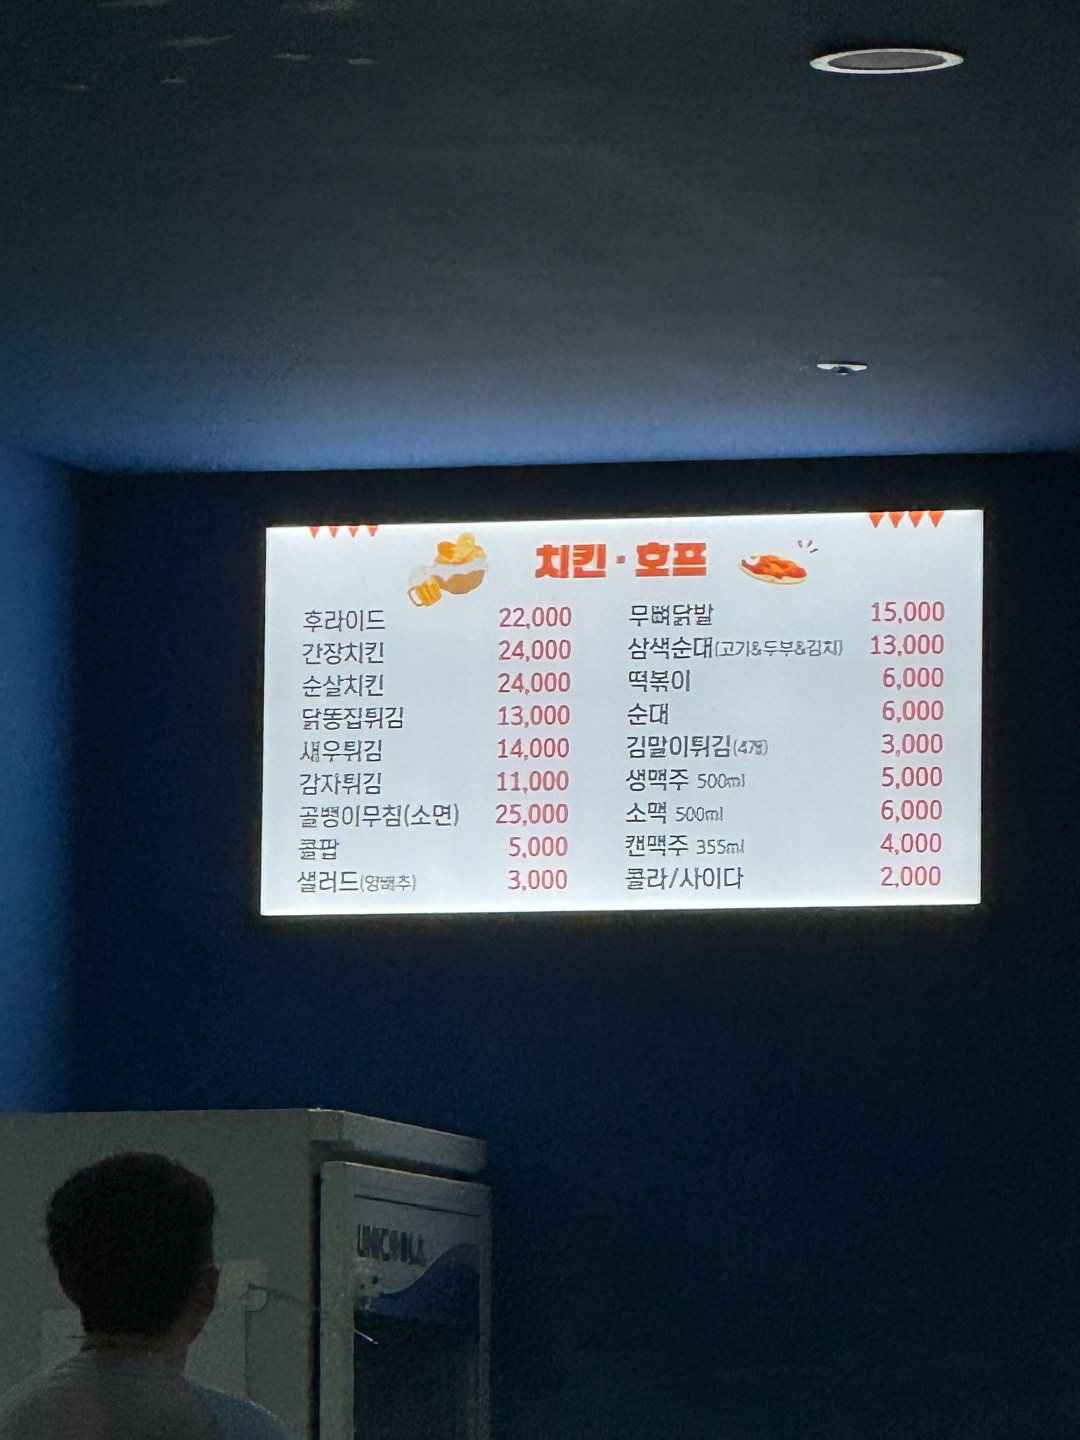 치킨·호프
후라이드 22,000
간장치킨 24,000
순살치킨 24,000
닭똥집튀김 13,000
새우튀김 14,000
감자튀김 11,000
골뱅이무침(소면) 25,000
콜팝 5,000
샐러드(양배추) 3,000
무뼈닭발 15,000
삼색순대(고기&두부&김치) 13,000
떡볶이 6,000
순대 6,000
김말이튀김(4개) 3,000
생맥주 500ml 5,000
소맥 500ml 6,000
캔맥주 355ml 4,000
콜라/사이다 2,000